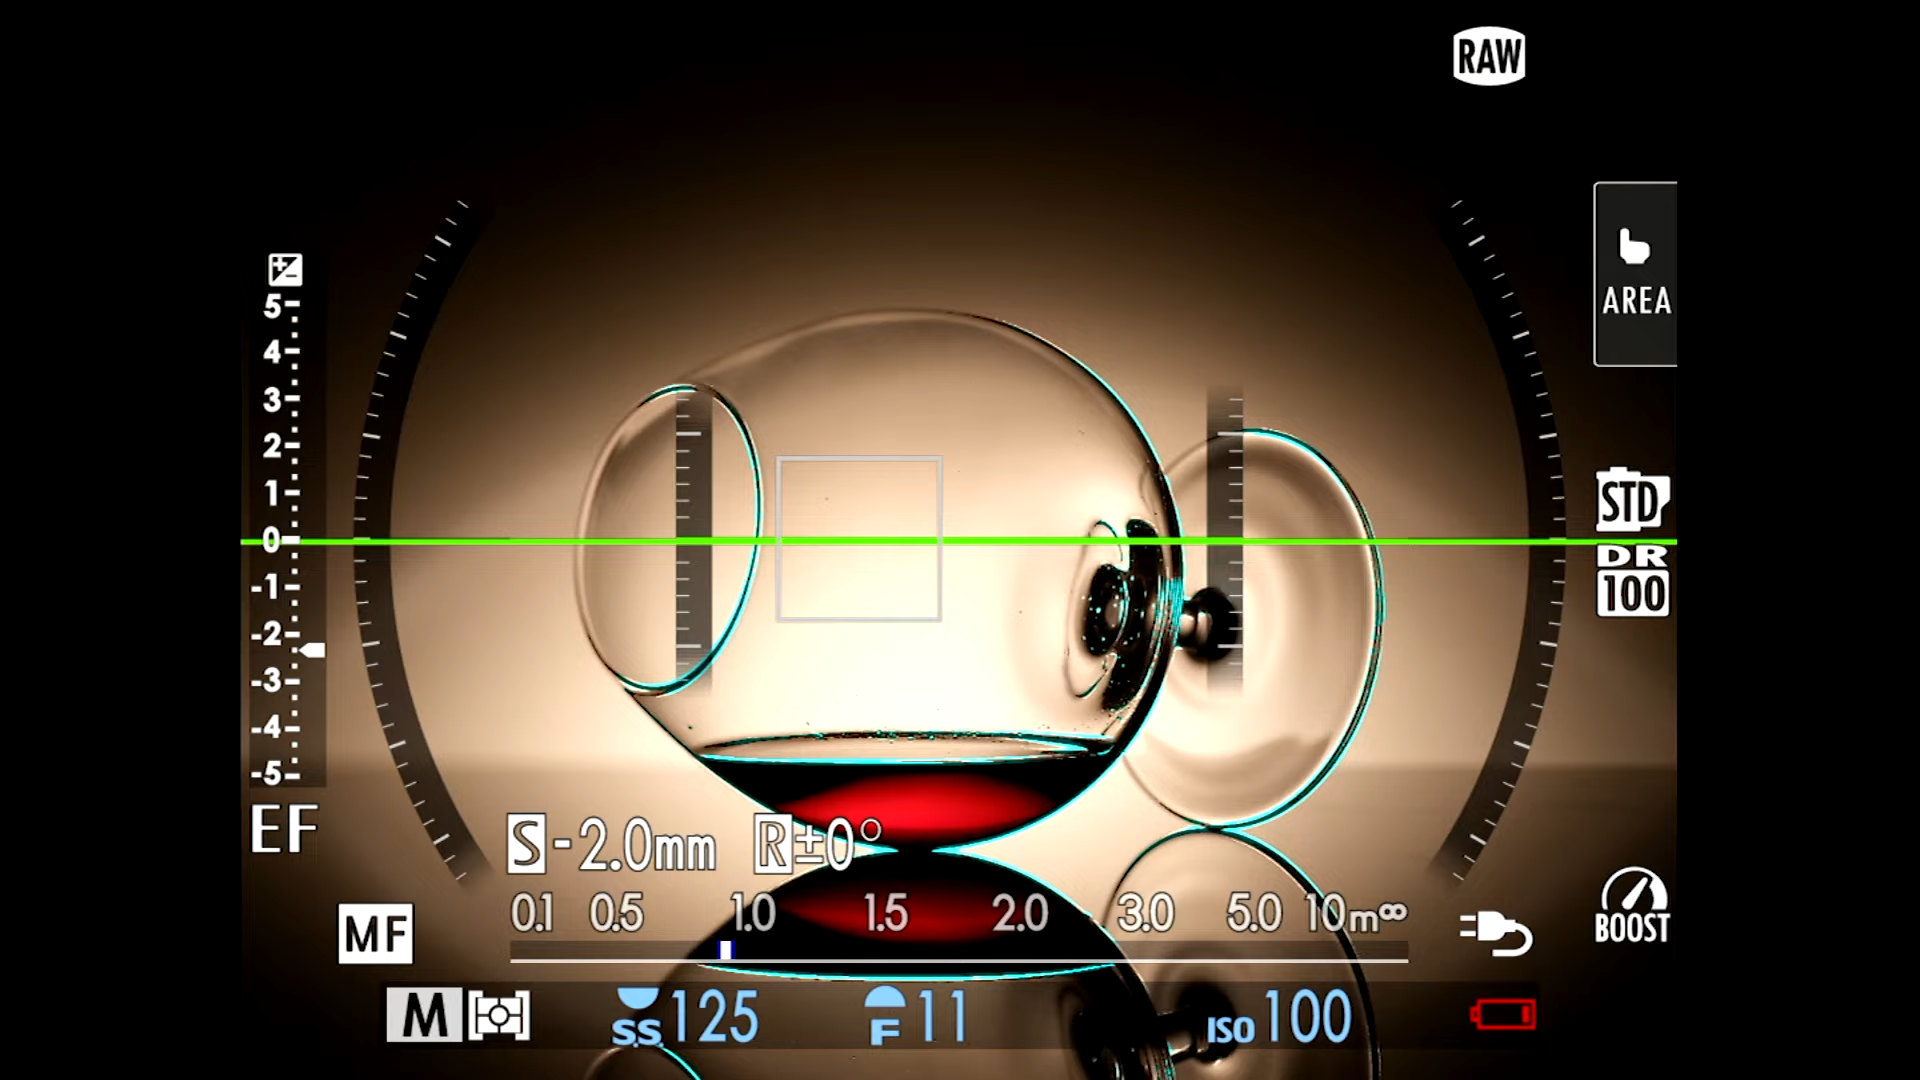 RAW
AREA
5
4
3
2
1
0
-1
-2
-3
-4
-5
STD
DR
100
EF
S -2.0mm R ±0°
0.1 0.5 1.0 1.5 2.0 3.0 5.0 10m∞
MF
BOOST
M S.S. 125 F 11 ISO 100